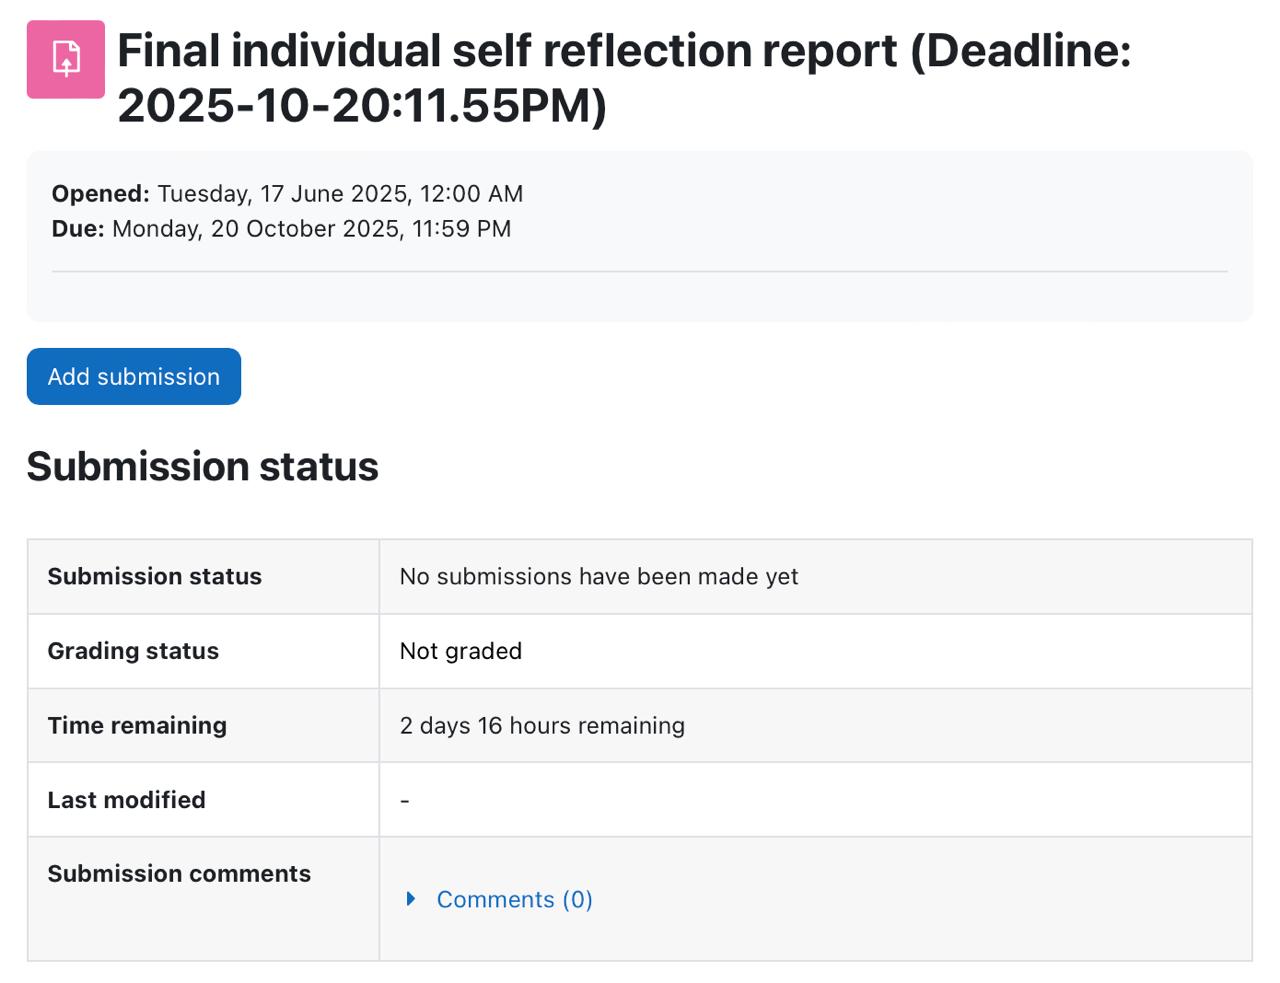 Final individual self reflection report (Deadline:
2025-10-20:11.55PM)
Opened: Tuesday, 17 June 2025, 12:00 AM
Due: Monday, 20 October 2025, 11:59 PM
Add submission
Submission status
Submission status No submissions have been made yet
Grading status Not graded
Time remaining 2 days 16 hours remaining
Last modified -
Submission comments
Comments (0)